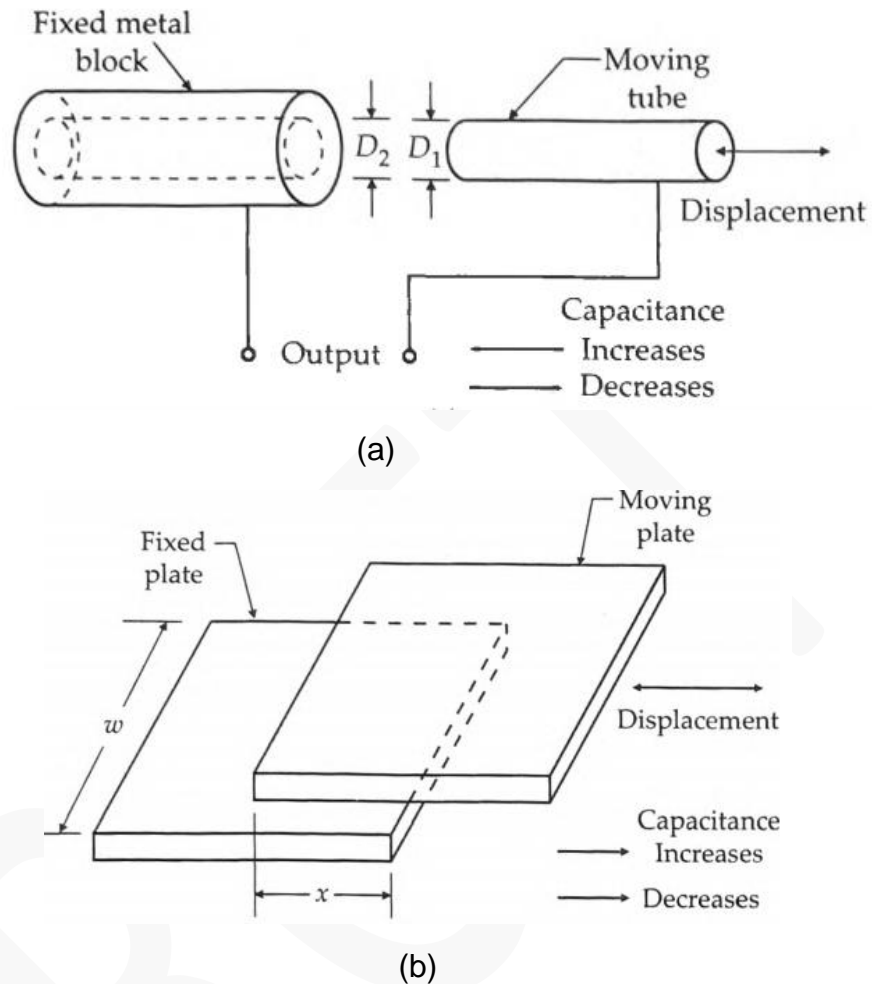 Fixed metal
block
Moving
tube
D2
D1
Displacement
Capacitance
Output
Increases
Decreases
(a)
Moving
plate
Fixed
plate
w
Displacement
Capacitance
Increases
x
Decreases
(b)